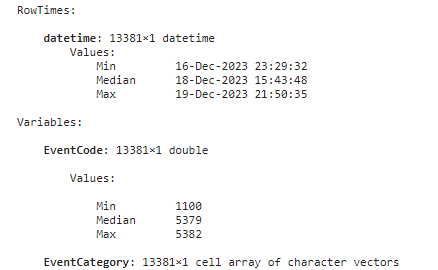 RowTimes:
datetime: 13381×1 datetime
Values:
Min 16-Dec-2023 23:29:32
Median 18-Dec-2023 15:43:48
Max 19-Dec-2023 21:50:35
Variables:
EventCode: 13381×1 double
Values:
Min 1100
Median 5379
Max 5382
EventCategory: 13381×1 cell array of character vectors